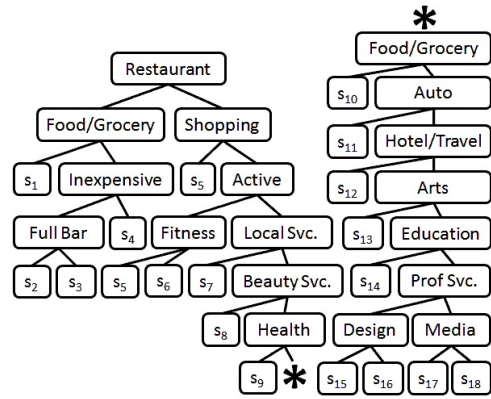 *
Food/Grocery
Restaurant
s10 Auto
Food/Grocery Shopping
s11 Hotel/Travel
s1 Inexpensive s5 Active
s12 Arts
Full Bar s4 Fitness Local Svc.
s13 Education
s2 s3 s5 s6 s7 Beauty Svc.
s14 Prof Svc.
s8 Health
Design Media
s9 *
s15 s16 s17 s18